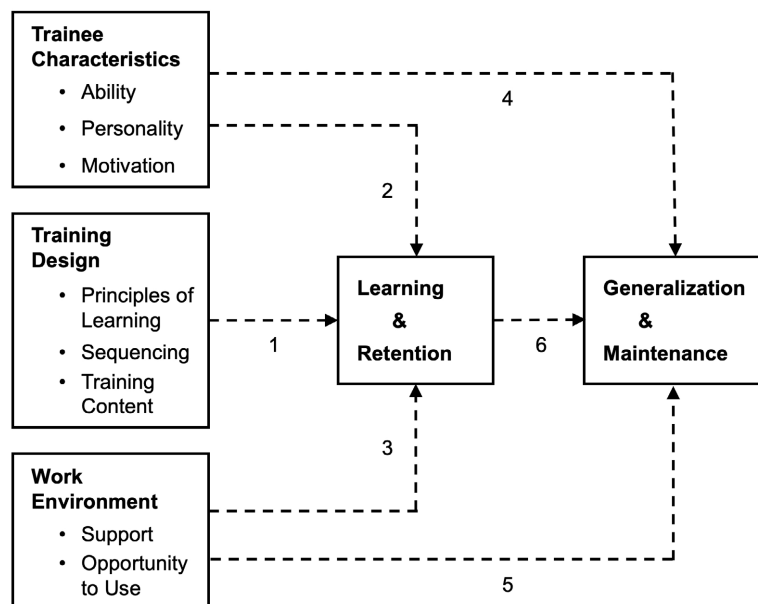 Trainee
Characteristics
• Ability
• Personality
• Motivation
4
2
Training
Design
• Principles of
Learning
• Sequencing
• Training
Content
1
Learning
&
Retention
6
Generalization
&
Maintenance
3
Work
Environment
• Support
• Opportunity
to Use
5